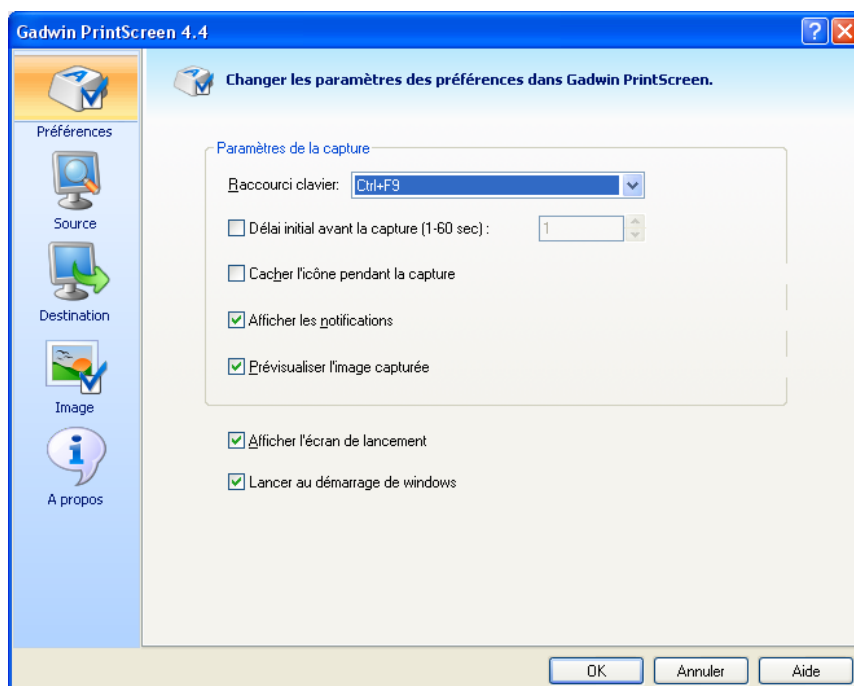 Gadwin PrintScreen 4.4
Préférences
Source
Destination
Image
A propos
Changer les paramètres des préférences dans Gadwin PrintScreen.
Paramètres de la capture
Raccourci clavier: Ctrl+F9
Délai initial avant la capture (1-60 sec) : 1
Cacher l'icône pendant la capture
Afficher les notifications
Prévisualiser l'image capturée
Afficher l'écran de lancement
Lancer au démarrage de windows
OK Annuler Aide